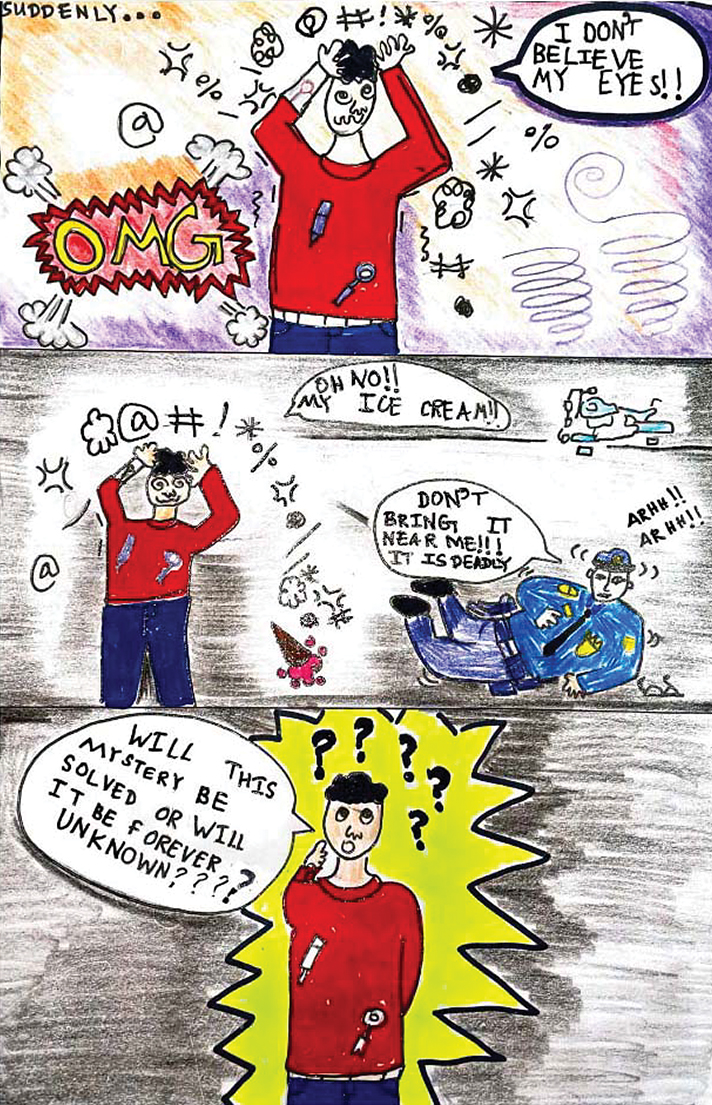 SUDDENLY...
@ ##!*%
I DON'T
BELIEVE
MY EYES!!
%
@
%
*
OMG
##
OH NO!!
MY ICE CREAM!!
@ #!
*
%
DON'T
BRING IT
NEAR ME!!!
IT IS DEADLY
ARHH!!
ARHH!!
@
*
#
WILL THIS
MYSTERY BE
SOLVED OR WILL
IT BE FOREVER
UNKNOWN????
? ? ? ? ?